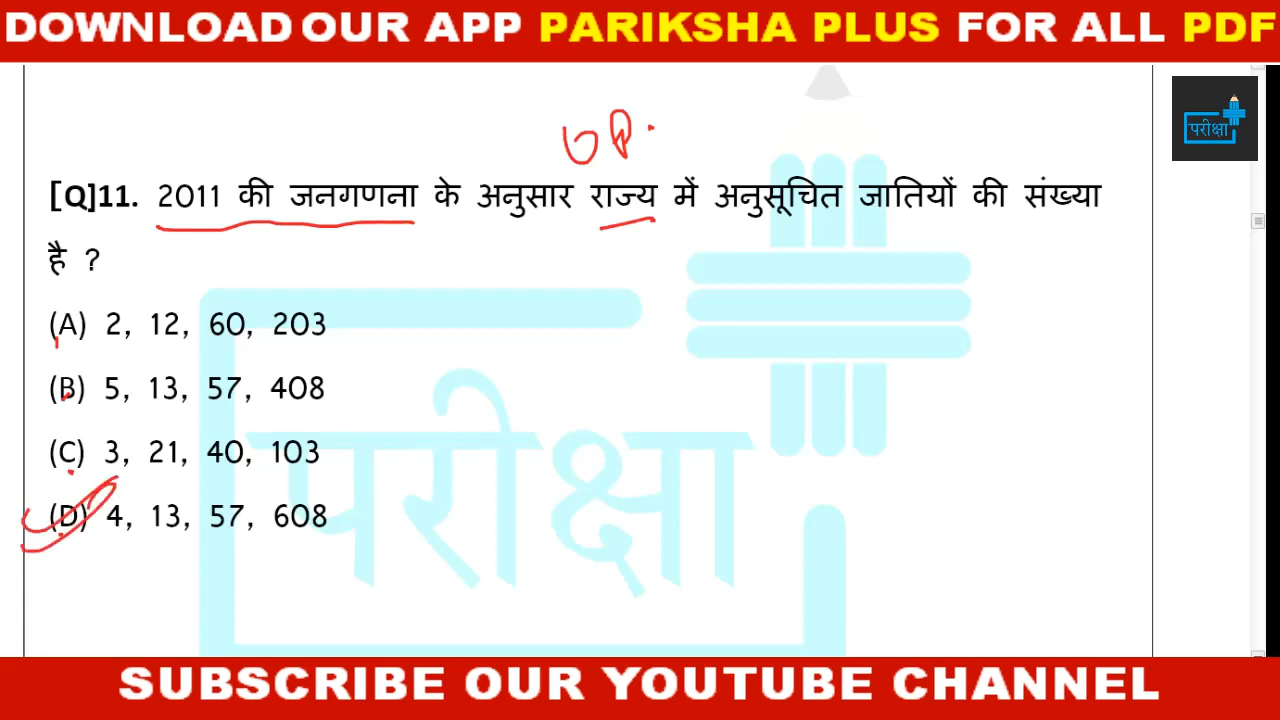 DOWNLOAD OUR APP PARIKSHA PLUS FOR ALL PDF
परीक्षा
UP.
[Q]11. 2011 की जनगणना के अनुसार राज्य में अनुसूचित जातियों की संख्या
है ?
(A) 2, 12, 60, 203
(B) 5, 13, 57, 408
(C) 3, 21, 40, 103
(D) 4, 13, 57, 608
परीक्षा
SUBSCRIBE OUR YOUTUBE CHANNEL